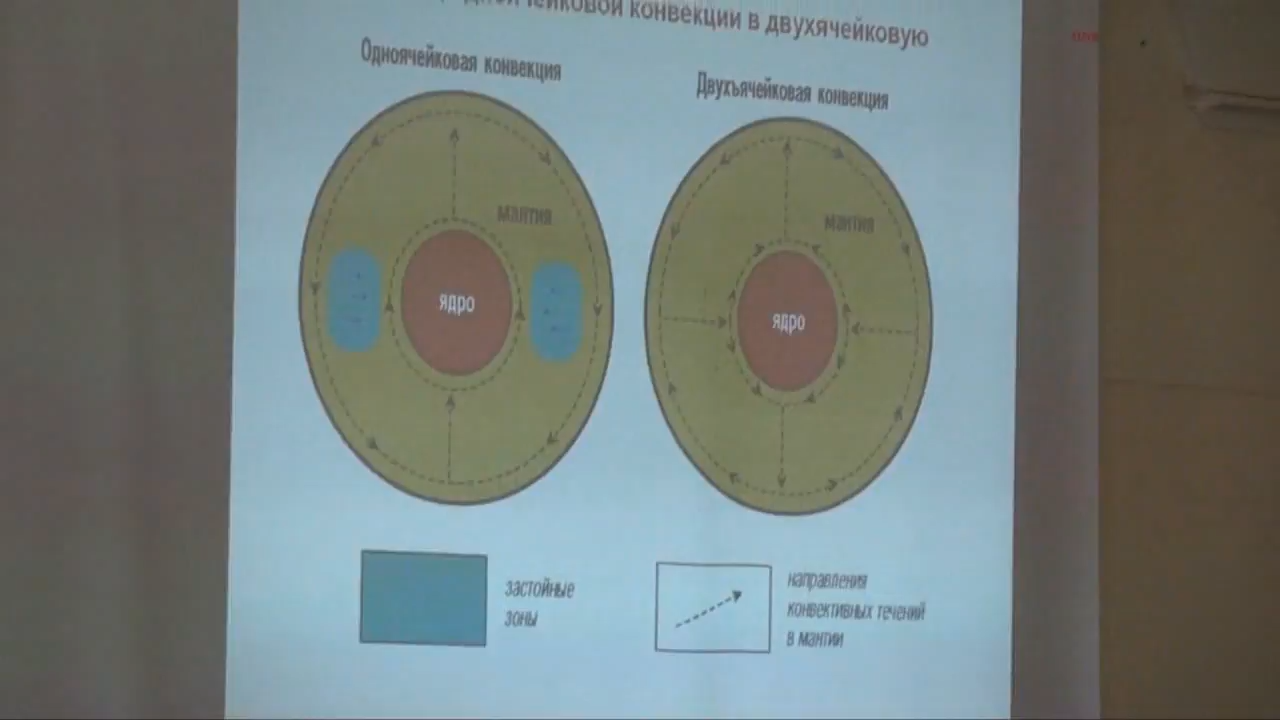 конвекции в двухячейковую
Одноячейковая конвекция
Двухъячейковая конвекция
мантия
мантия
ядро
ядро
застойные
зоны
направления
конвективных течений
в мантии